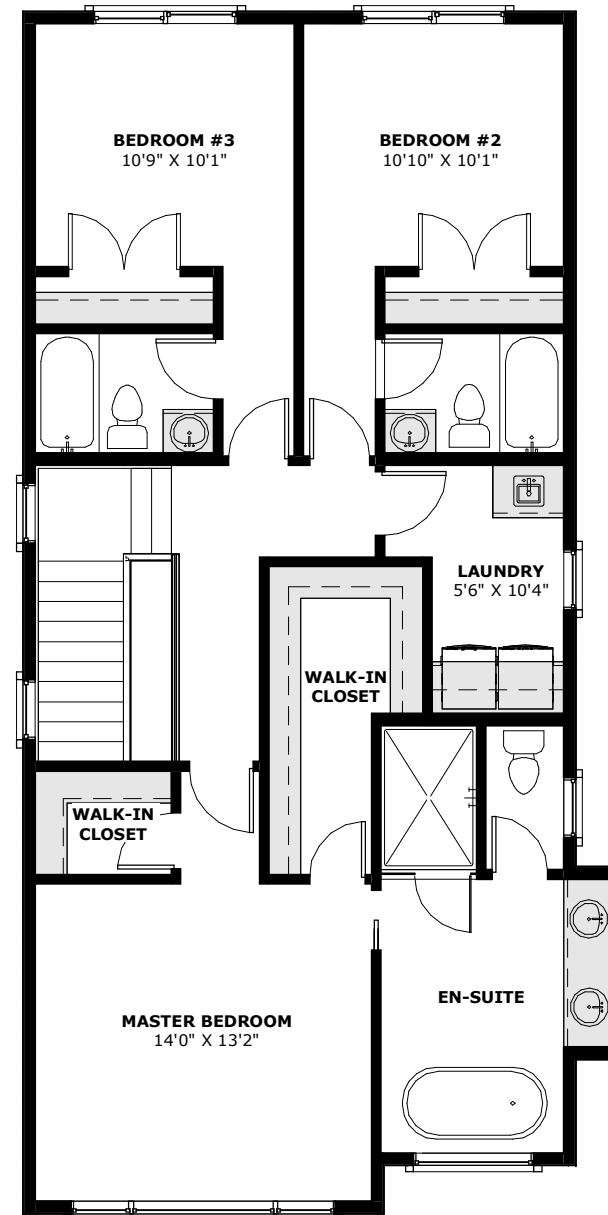 BEDROOM #3
10'9" X 10'1"
BEDROOM #2
10'10" X 10'1"
LAUNDRY
5'6" X 10'4"
WALK-IN
CLOSET
WALK-IN
CLOSET
EN-SUITE
MASTER BEDROOM
14'0" X 13'2"